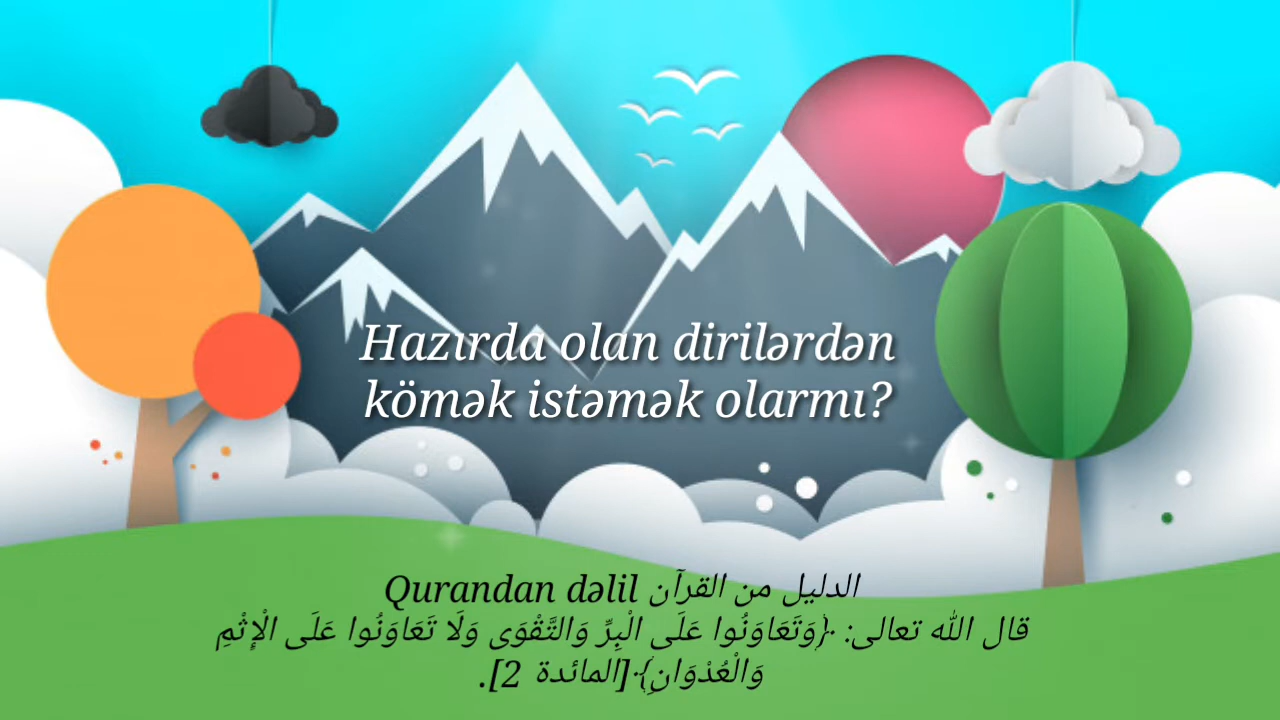 Hazırda olan dirilərdən
kömək istəmək olarmı?
Qurandan dəlil الدليل من القرآن
قال الله تعالى: {وَتَعَاوَنُوا عَلَى الْبِرِّ وَالتَّقْوَى وَلَا تَعَاوَنُوا عَلَى الْإِثْمِ
وَالْعُدْوَانِ}[المائدة 2].